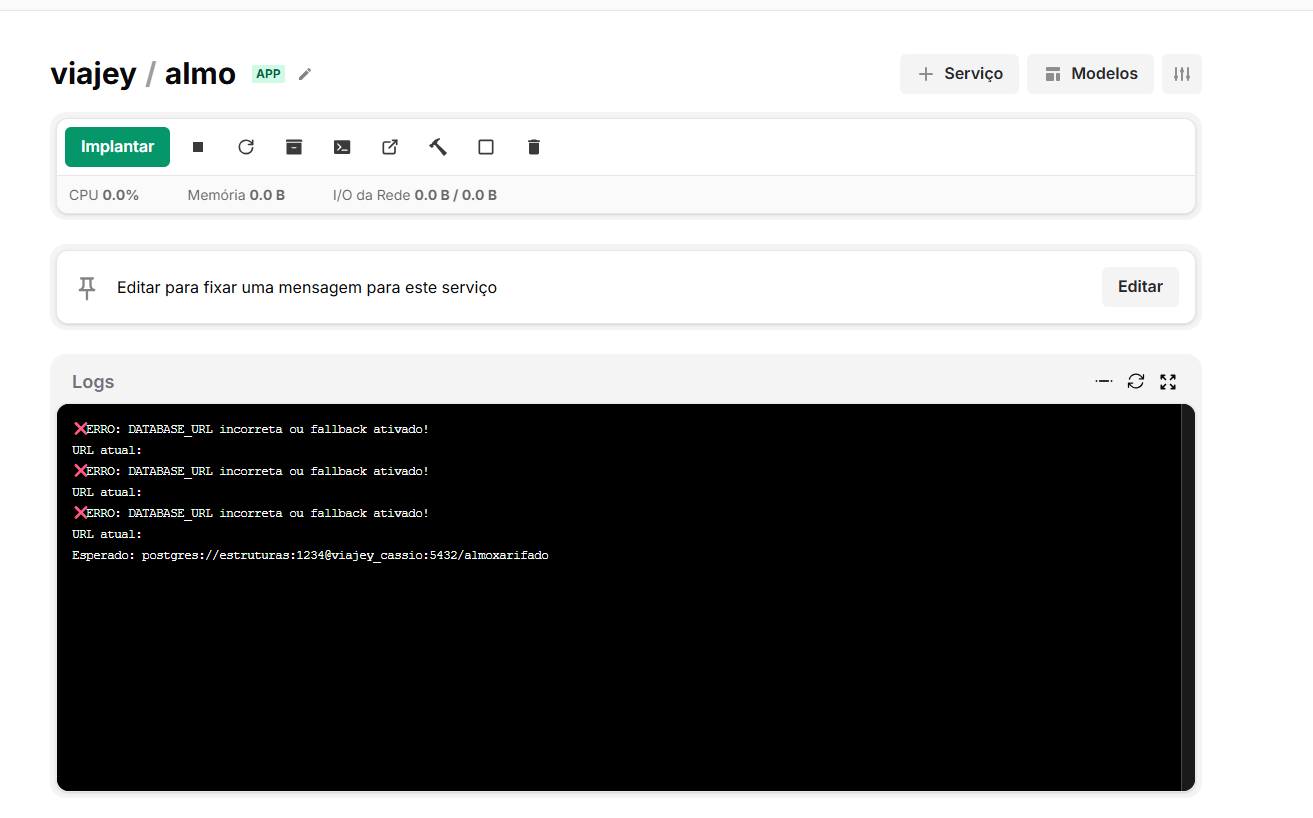 viajey / almo APP
Serviço
Modelos
Implantar
CPU 0.0% Memória 0.0 B I/O da Rede 0.0 B / 0.0 B
Editar para fixar uma mensagem para este serviço
Editar
Logs
❌ERRO: DATABASE_URL incorreta ou fallback ativado!
URL atual:
❌ERRO: DATABASE_URL incorreta ou fallback ativado!
URL atual:
❌ERRO: DATABASE_URL incorreta ou fallback ativado!
URL atual:
Esperado: postgres://estruturas:1234@viajey_cassio:5432/almoxarifado